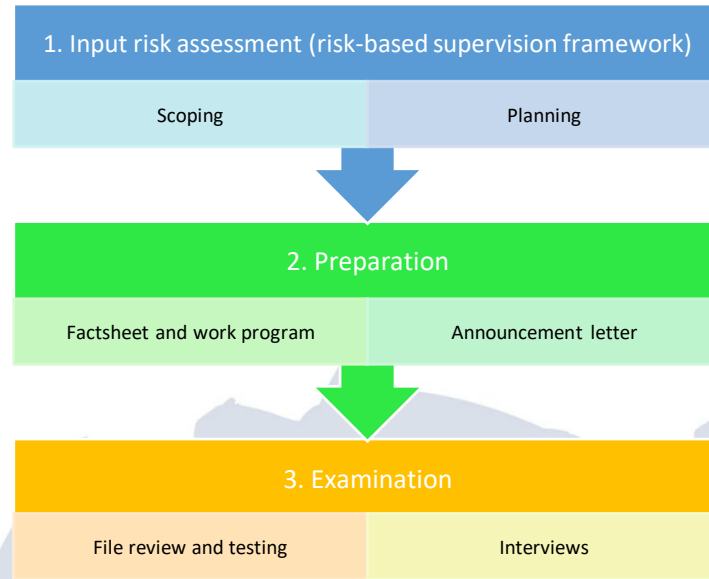 1. Input risk assessment (risk-based supervision framework)
Scoping
Planning
2. Preparation
Factsheet and work program
Announcement letter
3. Examination
File review and testing
Interviews